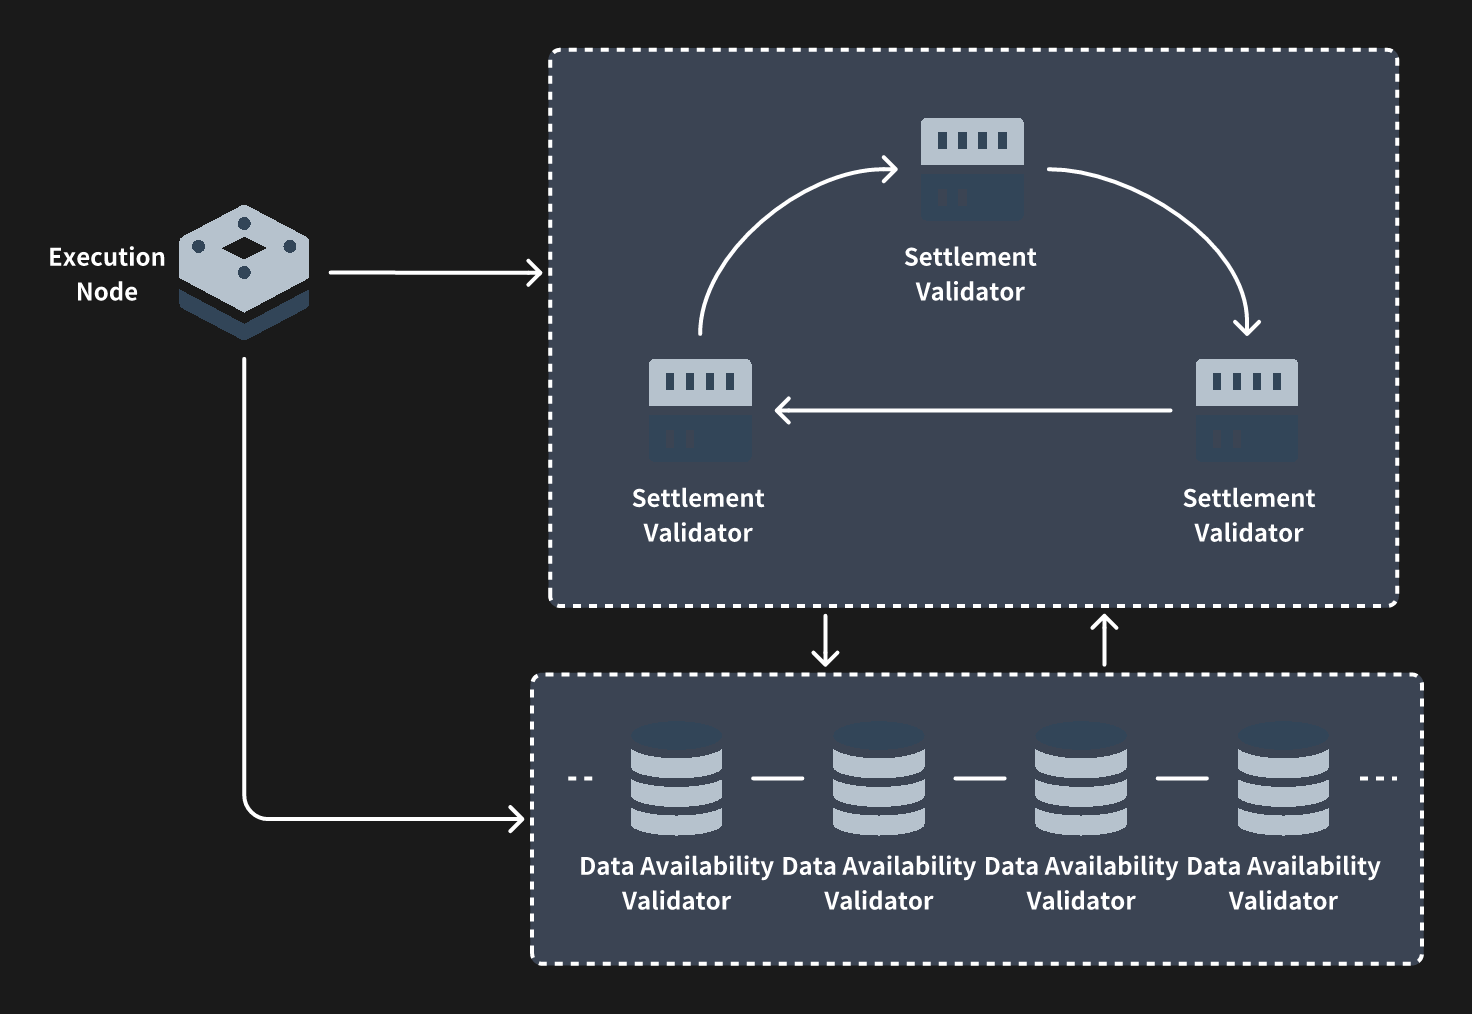 Execution
Node
Settlement
Validator
Settlement
Validator
Settlement
Validator
Data Availability
Validator
Data Availability
Validator
Data Availability
Validator
Data Availability
Validator